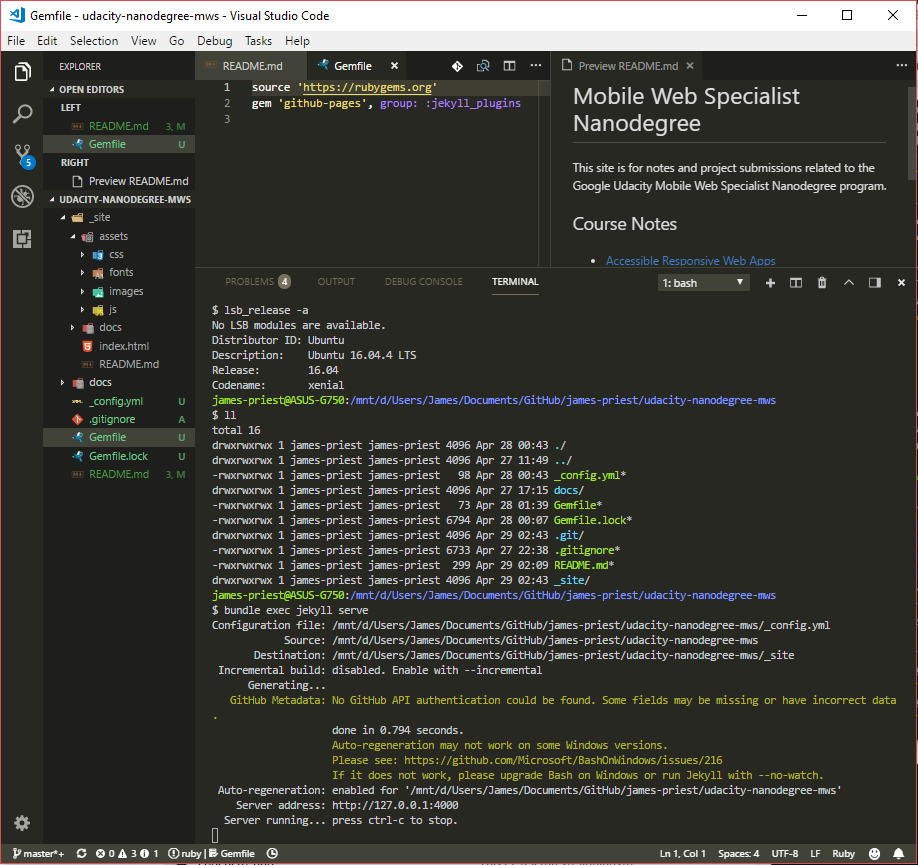 Gemfile - udacity-nanodegree-mws - Visual Studio Code
File Edit Selection View Go Debug Tasks Help
EXPLORER
OPEN EDITORS
LEFT
README.md 3, M
Gemfile U
RIGHT
Preview README.md
UDACITY-NANODEGREE-MWS
_site
assets
css
fonts
images
js
docs
index.html
README.md
docs
_config.yml U
.gitignore A
Gemfile U
Gemfile.lock U
README.md 3, M
5
README.md Gemfile
1 source 'https://rubygems.org'
2 gem 'github-pages', group: :jekyll_plugins
3
Preview README.md
Mobile Web Specialist
Nanodegree
This site is for notes and project submissions related to the
Google Udacity Mobile Web Specialist Nanodegree program.
Course Notes
Accessible Responsive Web Apps
PROBLEMS 4 OUTPUT DEBUG CONSOLE TERMINAL 1: bash
$ lsb_release -a
No LSB modules are available.
Distributor ID: Ubuntu
Description: Ubuntu 16.04.4 LTS
Release: 16.04
Codename: xenial
james-priest@ASUS-G750:/mnt/d/Users/James/Documents/GitHub/james-priest/udacity-nanodegree-mws
$ ll
total 16
drwxrwxrwx 1 james-priest james-priest 4096 Apr 28 00:43 ./
drwxrwxrwx 1 james-priest james-priest 4096 Apr 27 11:49 ../
-rwxrwxrwx 1 james-priest james-priest 98 Apr 28 00:43 _config.yml*
drwxrwxrwx 1 james-priest james-priest 4096 Apr 27 17:15 docs/
-rwxrwxrwx 1 james-priest james-priest 73 Apr 28 01:39 Gemfile*
-rwxrwxrwx 1 james-priest james-priest 6794 Apr 28 00:07 Gemfile.lock*
drwxrwxrwx 1 james-priest james-priest 4096 Apr 29 02:43 .git/
-rwxrwxrwx 1 james-priest james-priest 6733 Apr 27 22:38 .gitignore*
-rwxrwxrwx 1 james-priest james-priest 299 Apr 29 02:09 README.md*
drwxrwxrwx 1 james-priest james-priest 4096 Apr 29 02:43 _site/
james-priest@ASUS-G750:/mnt/d/Users/James/Documents/GitHub/james-priest/udacity-nanodegree-mws
$ bundle exec jekyll serve
Configuration file: /mnt/d/Users/James/Documents/GitHub/james-priest/udacity-nanodegree-mws/_config.yml
Source: /mnt/d/Users/James/Documents/GitHub/james-priest/udacity-nanodegree-mws
Destination: /mnt/d/Users/James/Documents/GitHub/james-priest/udacity-nanodegree-mws/_site
Incremental build: disabled. Enable with --incremental
Generating...
GitHub Metadata: No GitHub API authentication could be found. Some fields may be missing or have incorrect data
.
done in 0.794 seconds.
Auto-regeneration may not work on some Windows versions.
Please see: https://github.com/Microsoft/BashOnWindows/issues/216
If it does not work, please upgrade Bash on Windows or run Jekyll with --no-watch.
Auto-regeneration: enabled for '/mnt/d/Users/James/Documents/GitHub/james-priest/udacity-nanodegree-mws'
Server address: http://127.0.0.1:4000
Server running... press ctrl-c to stop.
master*+ 0 3 1 ruby | Gemfile Ln 1, Col 1 Spaces: 4 UTF-8 LF Ruby